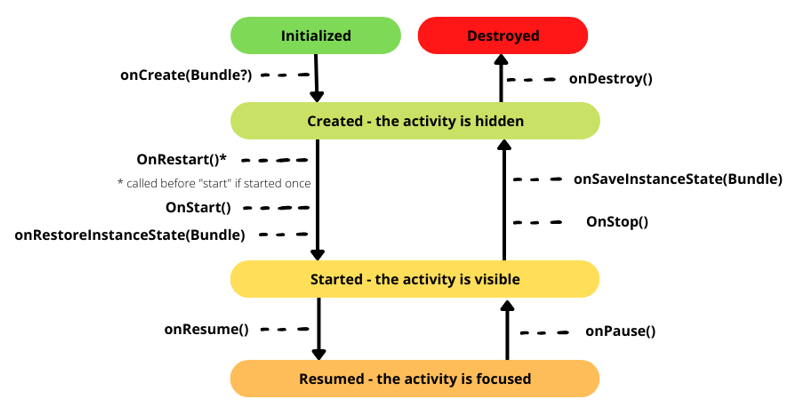 Initialized
Destroyed
onCreate(Bundle?)
onDestroy()
Created - the activity is hidden
OnRestart()*
* called before "start" if started once
onSaveInstanceState(Bundle)
OnStart()
OnStop()
onRestoreInstanceState(Bundle)
Started - the activity is visible
onResume()
onPause()
Resumed - the activity is focused